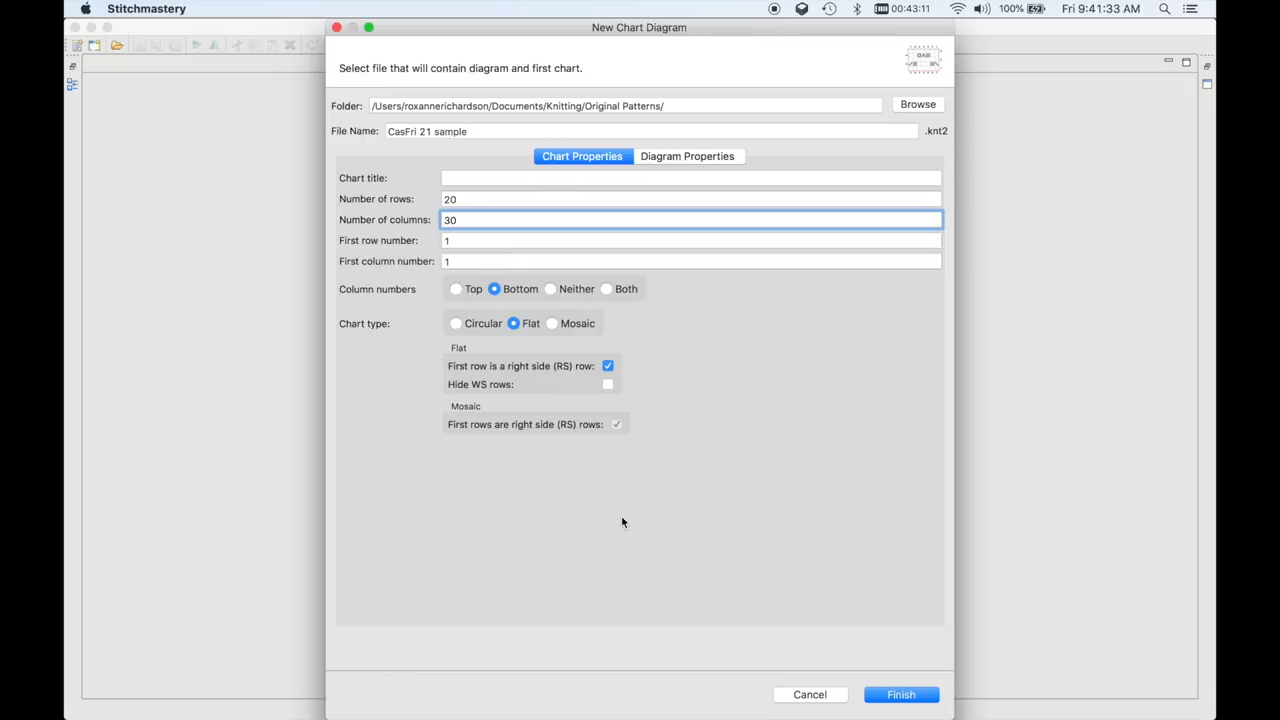 Stitchmastery 00:43:11 100% Fri 9:41:33 AM
New Chart Diagram
Select file that will contain diagram and first chart.
Folder: /Users/roxannerichardson/Documents/Knitting/Original Patterns/ Browse
File Name: CasFri 21 sample .knt2
Chart Properties Diagram Properties
Chart title:
Number of rows: 20
Number of columns: 30
First row number: 1
First column number: 1
Column numbers Top Bottom Neither Both
Chart type: Circular Flat Mosaic
Flat
First row is a right side (RS) row:
Hide WS rows:
Mosaic
First rows are right side (RS) rows:
Cancel Finish